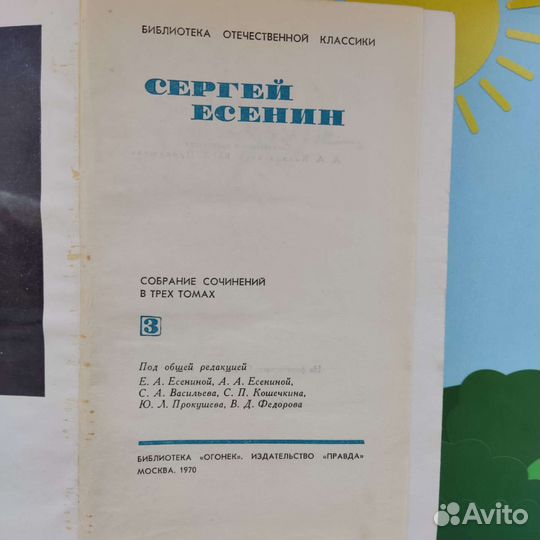 БИБЛИОТЕКА ОТЕЧЕСТВЕННОЙ КЛАССИКИ
СЕРГЕЙ
ЕСЕНИН
СОБРАНИЕ СОЧИНЕНИЙ
В ТРЕХ ТОМАХ
3
Под общей редакцией
Е. А. Есениной, А. А. Есениной,
С. А. Васильева, С. П. Кошечкина,
Ю. Л. Прокушева, В. Д. Федорова
БИБЛИОТЕКА «ОГОНЕК». ИЗДАТЕЛЬСТВО «ПРАВДА»
МОСКВА. 1970
Avito